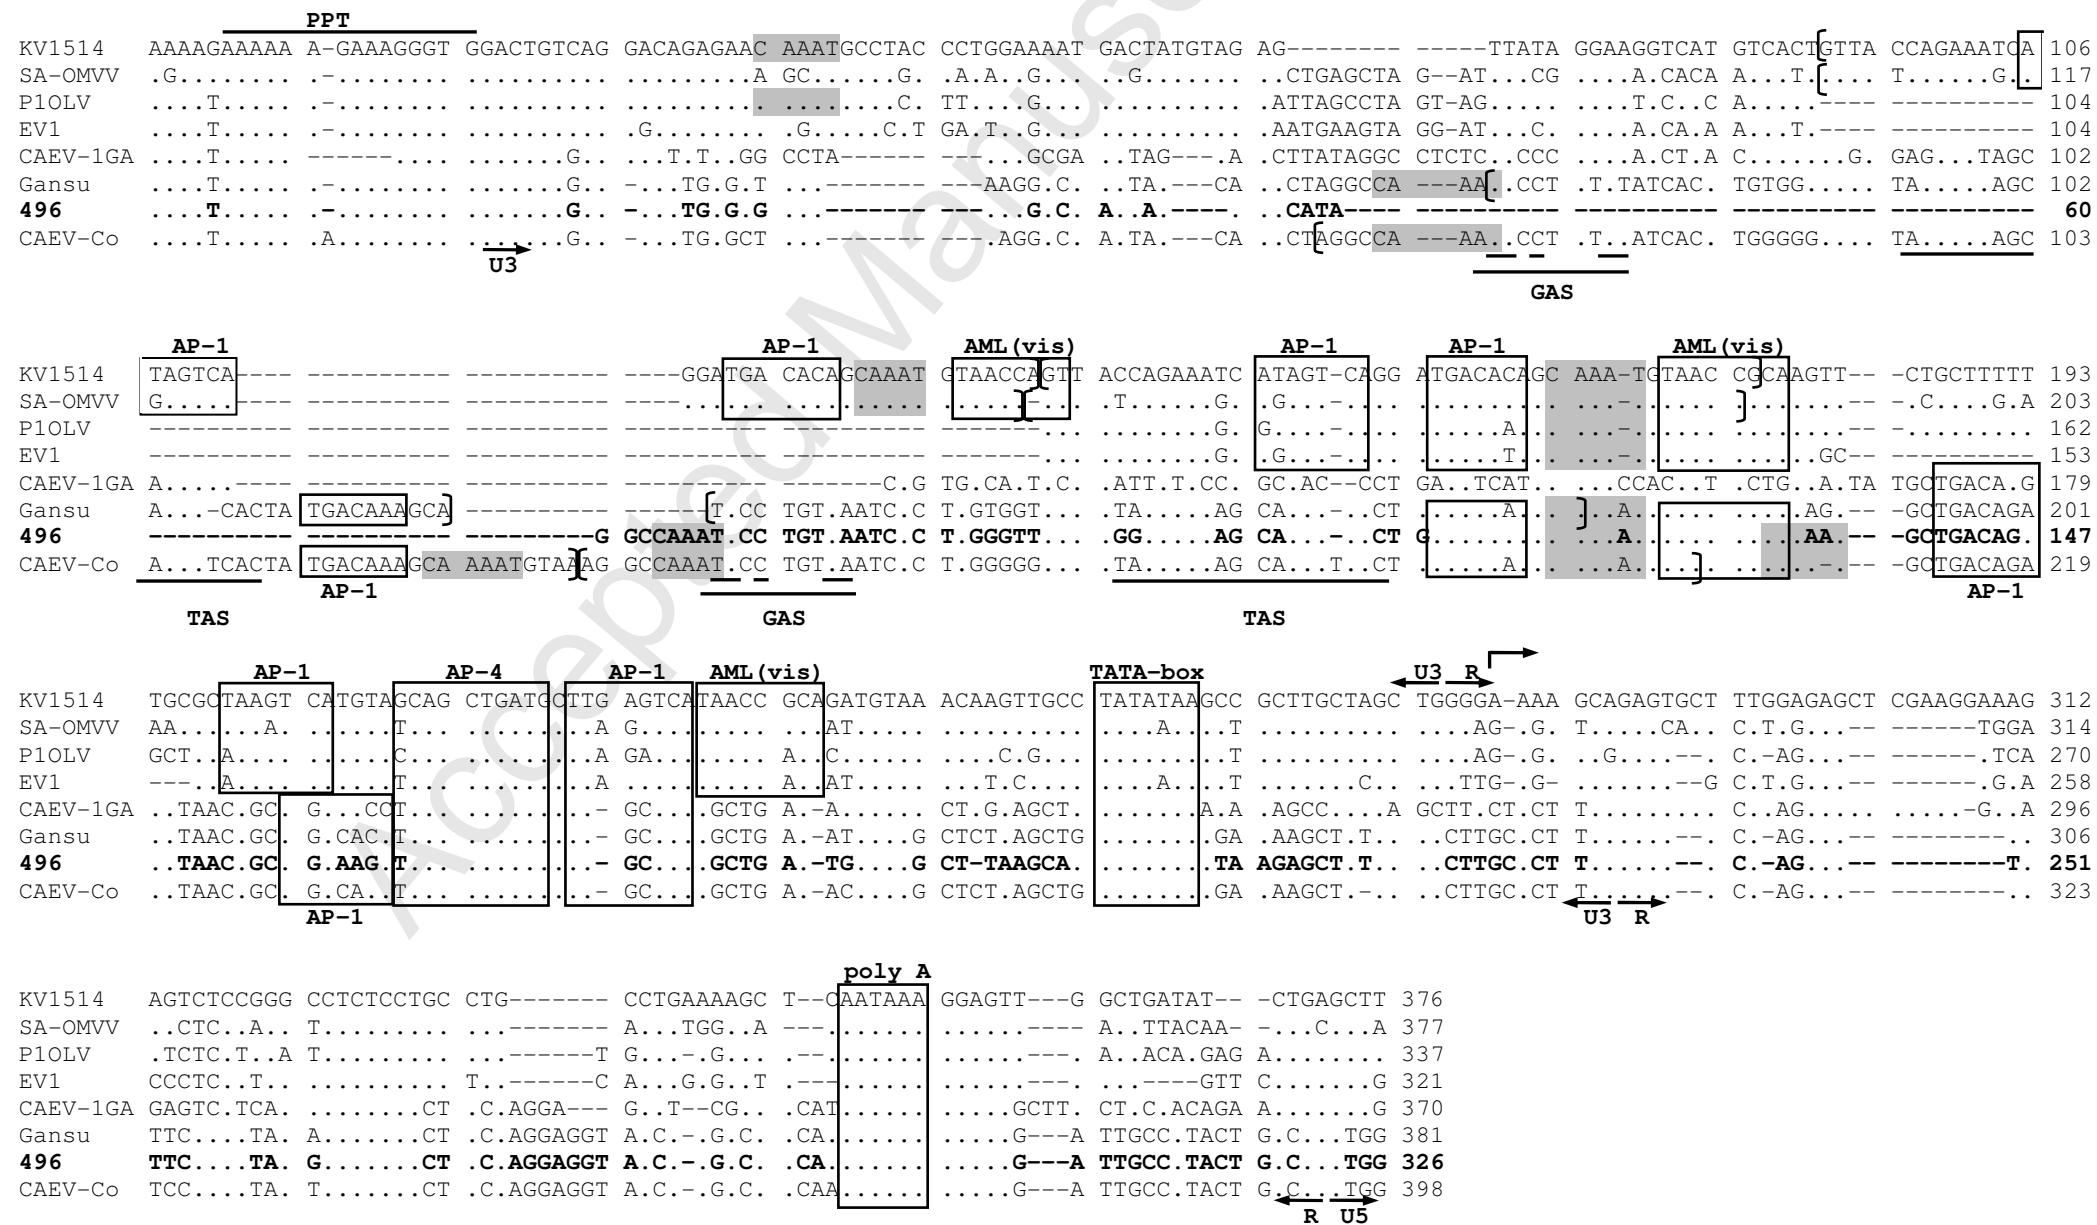 PPT
KV1514 AAAAGAAAAA A-GAAAGGGT GGACTGTCAG GACAGAGAAC AAATGCCTAC CCTGGAAAAT GACTATGTAG AG-------- -----TTATA GGAAGGTCAT GTCACTGTTA CCAGAAATCA 106
SA-OMVV .G........ .-........ .......... .........A GC......G. .A.A..G... ..G....... ..CTGAGCTA G--AT...CG ...A.CACA A...T..... T......G.. 117
P1OLV ....T..... .-........ .......... .......... ........C. TT...G.... .......... ..ATTAGCCTA GT-AG..... ...T.C..C A.....---- ---------- 104
EV1 ....T..... .-........ .......... .G........ ..G....C.T GA.T..G... .......... ..AATGAAGTA GG-AT...C. ...A.CA.A A...T.---- ---------- 104
CAEV-1GA ....T..... ------.... ......G... ...T.T..GG CCTA------ -- ---...GCGA ..TAG---.A .CTTATAGGC CTCTC..CCC ....A.CT.A C.......G. GAG...TAGC 102
Gansu ....T..... .-........ ......G.. -...TG.G.T ...------- ----AAGG.C. ..TA.---CA ..CTAGGCCA ---AA..CCT .T.TATCAC. TGTGG..... TA.....AGC 102
496 ....T..... .-........ .......G.. -...TG.G.G ...------- ------.G.C. A..A.----. ..CATA---- ---------- ---------- ---------- ---------- 60
CAEV-Co ....T..... .A........ .......G.. -...TG.GCT ...------- -----.AGG.C. A.TA.---CA ..CTAGGCCA ---AA..CCT .T..ATCAC. TGGGGG.... TA.....AGC 103
U3
GAS
AP-1 AP-1 AML(vis) AP-1 AP-1 AML(vis)
KV1514 TAGTCA---- ---------- ---------- ----GGATGA CACAGCAAAT GTAACCAGTT ACCAGAAATC ATAGT-CAGG ATGACACAGC AAA-TGTAAC CGCAAGTT-- -CTGCTTTTT 193
SA-OMVV G.....---- ---------- ---------- ----...... .......... ......-... .T......G. .G...-.... .......... ...-...... ........-- -.C....G.A 203
P1OLV ---------- ---------- ---------- ---------- ---------- -------... ........G. G....-.... .......A.. ...-...... ........-- -......... 162
EV1 ---------- ---------- ---------- ---------- ---------- -------... ........G. .G...-.... .......T.. ...-...... ......GC-- ---------- 153
CAEV-1GA A.....---- ---------- ---------- ---------- ------C.G TG.CA.T.C. .ATT.T.CC. GC.AC--CCT GA..TCAT.. ...CCAC..T .CTG..A.TA TGCTGACA.G 179
Gansu A...-CACTA TGACAAAGCA ---------- -----T.CC TGT.AATC.C T.GTGGT... .TA.....AG CA...-..CT .......A.. ...A...... ......AG.- --GCTGACAGA 201
496 ---------- ---------- ------G GCCAAAT.CC TGT.AATC.C T.GGGTT... .GG.....AG CA...-..CT G......... ...A...... ......AA.- --GCTGACAG. 147
CAEV-Co A...TCACTA TGACAAAGCA AAATGTAAAG GCCAAAT.CC TGT.AATC.C T.GGGGG... .TA.....AG CA...T..CT .......A.. ...A...... .......-.- --GCTGACAGA 219
AP-1 AP-1
TAS GAS TAS
AP-1 AP-4 AP-1 AML(vis) TATA-box U3 R
KV1514 TGCGCTAAGT CATGTAGCAG CTGATGCTTG AGTCATAACC GCAGATGTAA ACAAGTTGCC TATATAAGCC GCTTGCTAGC TGGGGA-AAA GCAGAGTGCT TTGGAGAGCT CGAAGGAAAG 312
SA-OMVV AA.....A.. ......T... ........A. G......... ...AT..... .......... ....A...T. .......... ...AG-.G. T.....CA.. C.T.G...-- ------TGGA 314
P1OLV GCT..A.... ......C... ........A. GA.......A ..C....... ...C.G.... ........T. .......... ...AG-.G. ..G....--. C.-AG...-- -------.TCA 270
EV1 ---..A.... ......T... ........A. .........A ..AT...... ..T.C..... ....A...T. .......C.. ..TTG-.G- .......--G C.T.G...-- -------.G.A 258
CAEV-1GA ..TAAC.GC. G...CCT... ........- GC....GCTG A.-A...... CT.G.AGCT. .......A.A .AGCC....A GCTT.CT.CT T......... C..AG..... ......-G..A 296
Gansu ..TAAC.GC. G.CAC.T... ........- GC....GCTG A.-AT....G CTCT.AGCTG ........GA .AAGCT.T.. ..CTTGC.CT T......--. C.-AG...-- --------.. 306
496 ..TAAC.GC. G.AAG.T... ........- GC....GCTG A.-TG....G CT-TAAGCA. ........TA AGAGCT.T.. ..CTTGC.CT T......--. C.-AG...-- --------T. 251
CAEV-Co ..TAAC.GC. G.CA..T... ........- GC....GCTG A.-AC....G CTCT.AGCTG ........GA .AAGCT.-.. ..CTTGC.CT T......--. C.-AG...-- --------.. 323
AP-1 U3 R
poly A
KV1514 AGTCTCCGGG CCTCTCCTGC CTG------- CCTGAAAAGC T--CAATAAA GGAGTT---G GCTGATAT-- -CTGAGCTT 376
SA-OMVV ..CTC..A.. T......... ...------- A...TGG..A ---....... ......---. A..TTACAA- -...C...A 377
P1OLV .TCTC.T..A T......... ...------T G...-.G... .--....... ......---. A..ACA.GAG A........ 337
EV1 CCCTC..T.. .......... T..------C A...G.G..T .---...... ......---. ...----GTT C.......G 321
CAEV-1GA GAGTC.TCA. ........CT .C.AGGA--- G..T--CG.. .CAT...... .....GCTT. CT.C.ACAGA A.......G 370
Gansu TTC....TA. A.......CT .C.AGGAGGT A.C.-.G.C. .CA....... .....G---A TTGCC.TACT G.C...TGG 381
496 TTC....TA. G.......CT .C.AGGAGGT A.C.-.G.C. .CA....... .....G---A TTGCC.TACT G.C...TGG 326
CAEV-Co TCC....TA. T.......CT .C.AGGAGGT A.C.-.G.C. .CAA...... .....G---A TTGCC.TACT G.C...TGG 398
R U5
Accepted Manus